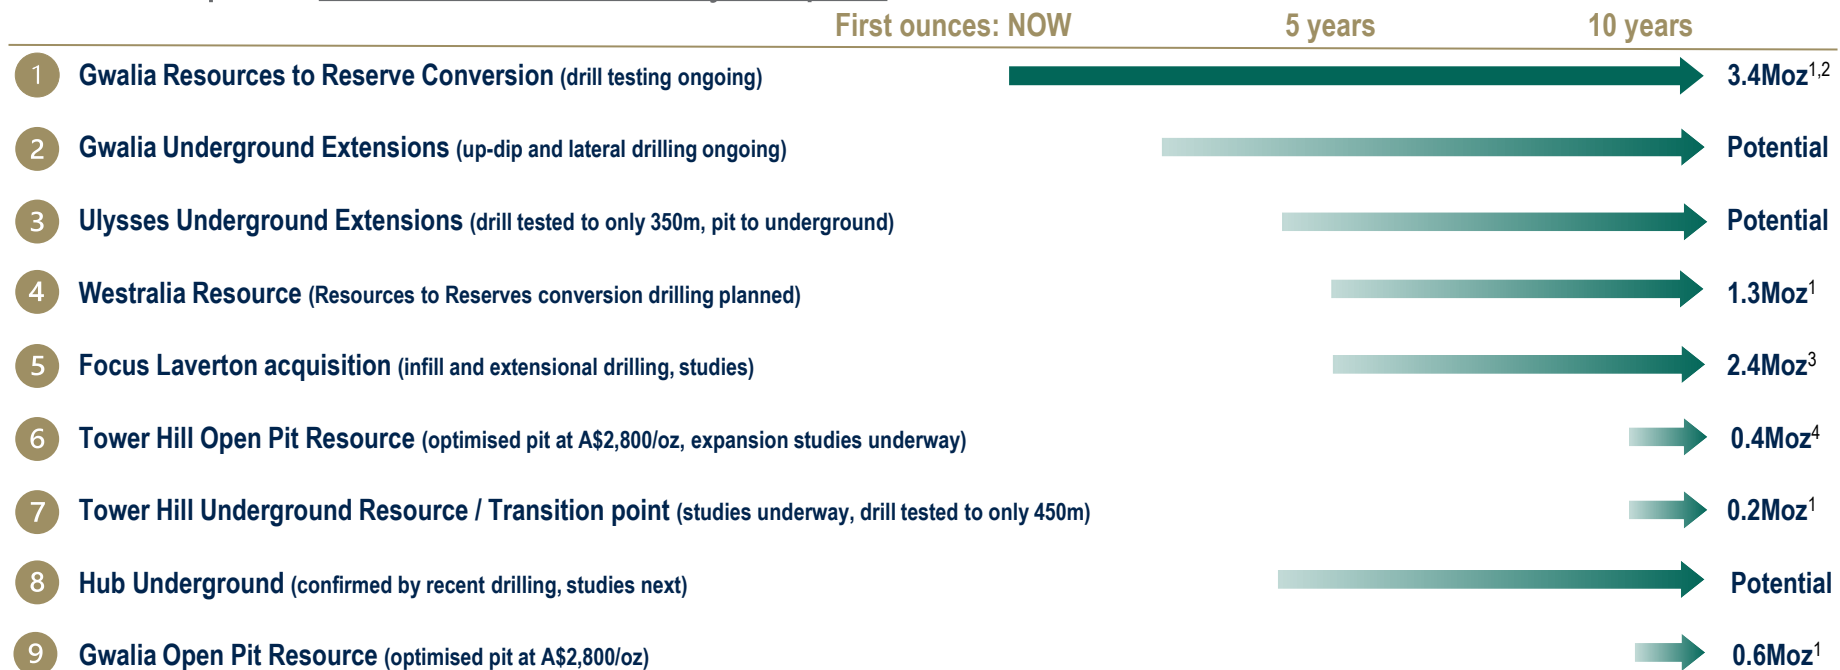 First ounces: NOW 5 years 10 years
1 Gwalia Resources to Reserve Conversion (drill testing ongoing) 3.4Moz1,2
2 Gwalia Underground Extensions (up-dip and lateral drilling ongoing) Potential
3 Ulysses Underground Extensions (drill tested to only 350m, pit to underground) Potential
4 Westralia Resource (Resources to Reserves conversion drilling planned) 1.3Moz1
5 Focus Laverton acquisition (infill and extensional drilling, studies) 2.4Moz3
6 Tower Hill Open Pit Resource (optimised pit at A$2,800/oz, expansion studies underway) 0.4Moz4
7 Tower Hill Underground Resource / Transition point (studies underway, drill tested to only 450m) 0.2Moz1
8 Hub Underground (confirmed by recent drilling, studies next) Potential
9 Gwalia Open Pit Resource (optimised pit at A$2,800/oz) 0.6Moz1